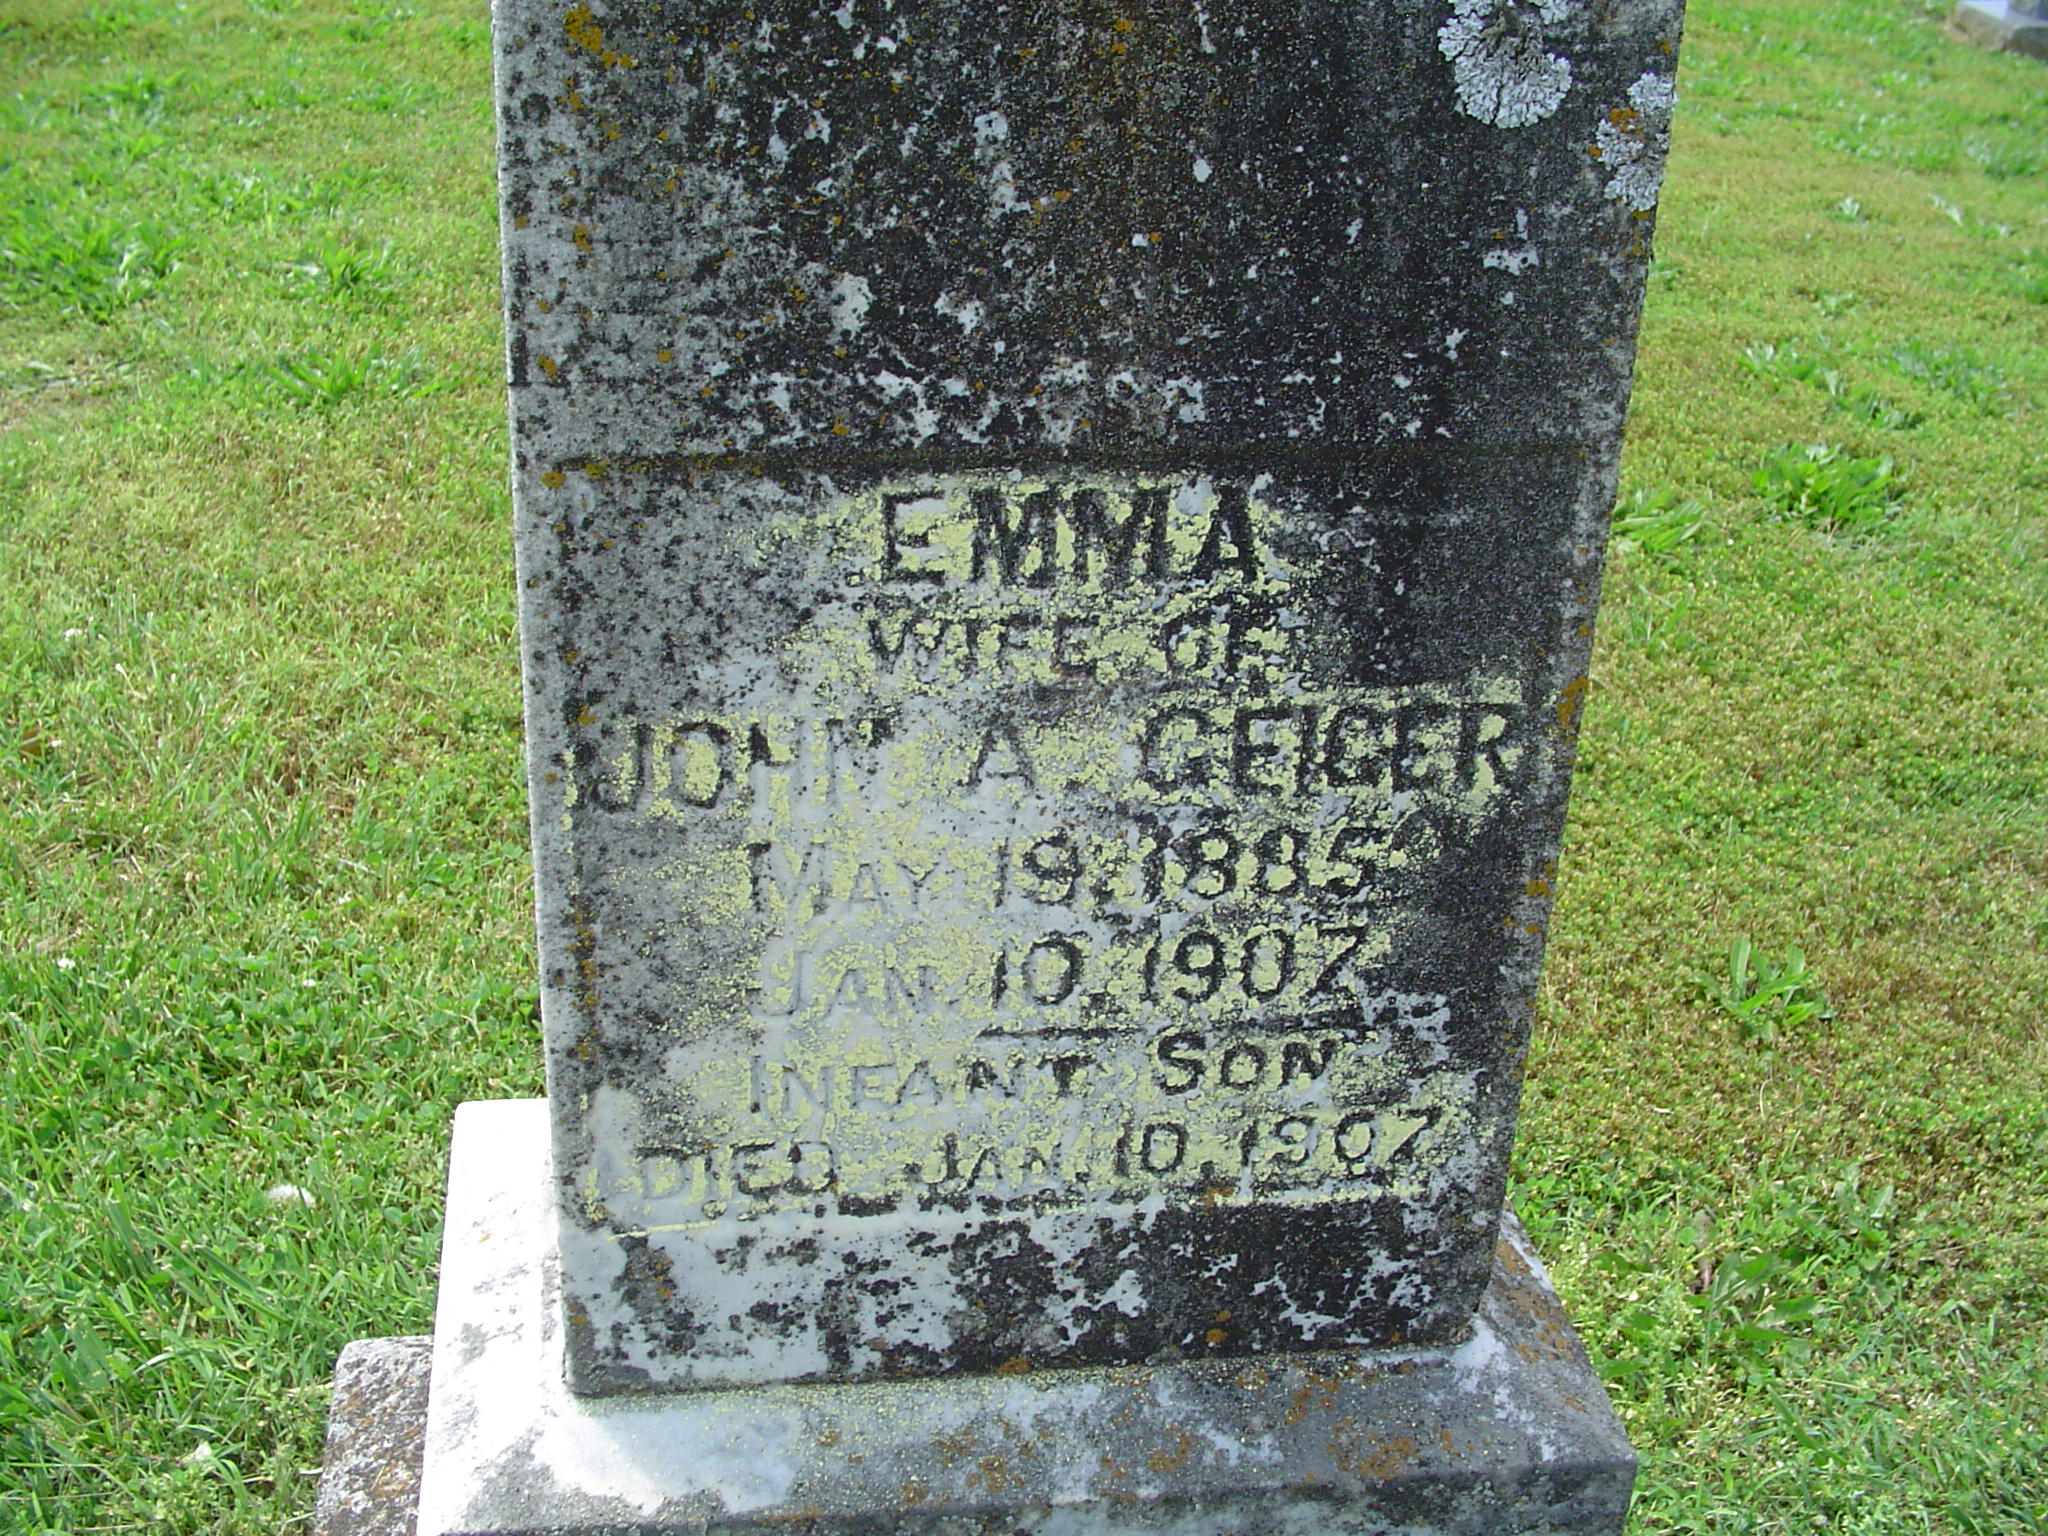 EMMA
WIFE OF
JOHN A. GEIGER
MAY 19, 1885
JAN. 10, 1907
INFANT SON
DIED JAN. 10, 1907